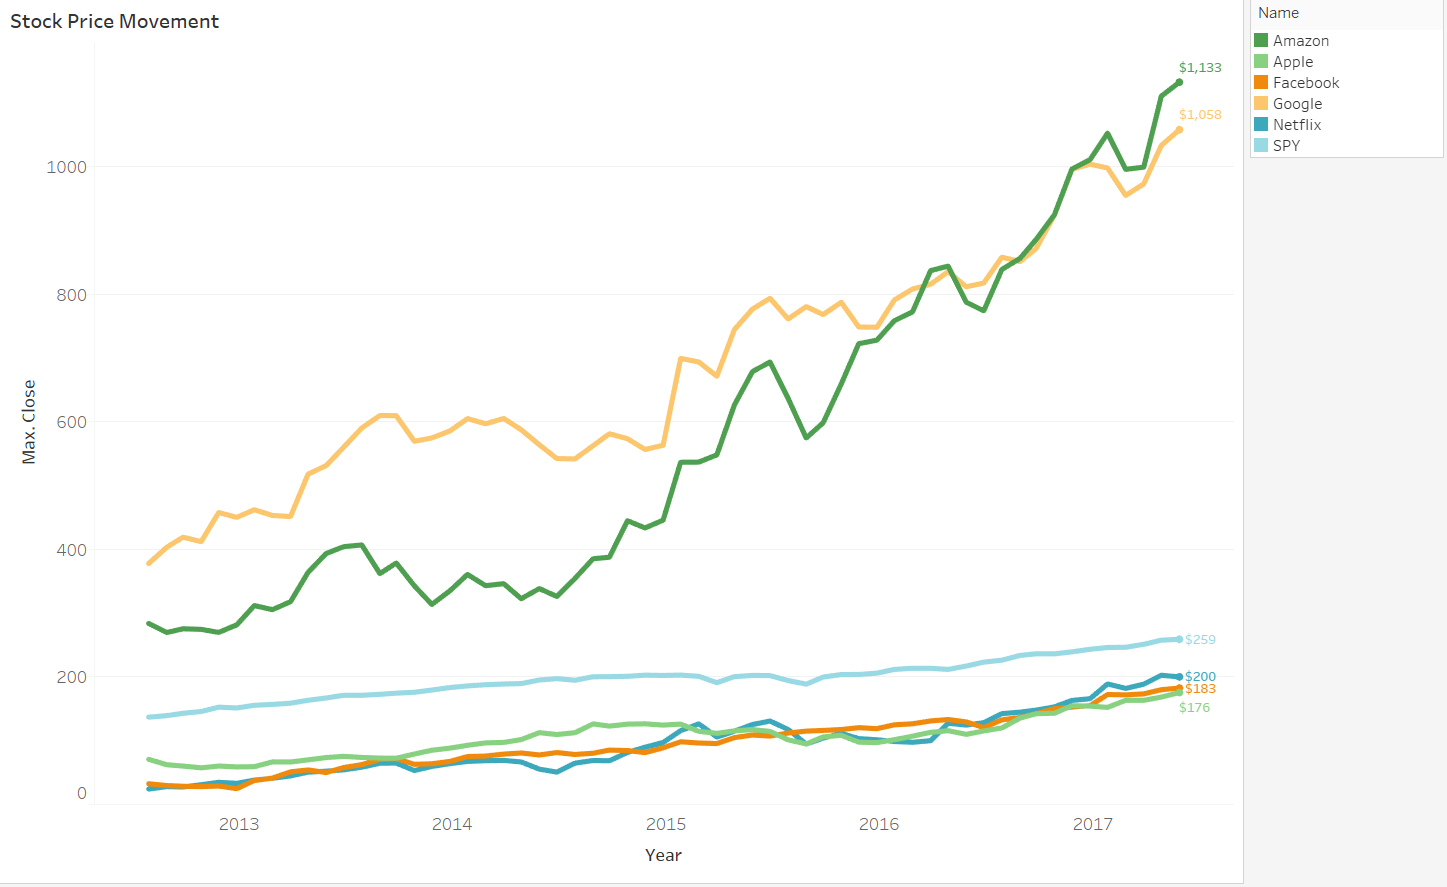 Stock Price Movement
Name
Amazon
Apple
Facebook
Google
Netflix
SPY
$1,133
$1,058
1000
800
600
400
200
0
Max. Close
$259
$200
$183
$176
2013 2014 2015 2016 2017
Year